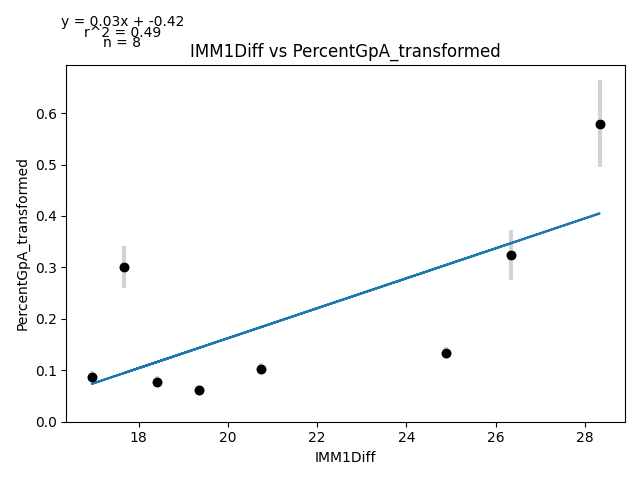 y = 0.03x + -0.42
r^2 = 0.49
n = 8
IMM1Diff vs PercentGpA_transformed
PercentGpA_transformed
0.6
0.5
0.4
0.3
0.2
0.1
0.0
18 20 22 24 26 28
IMM1Diff